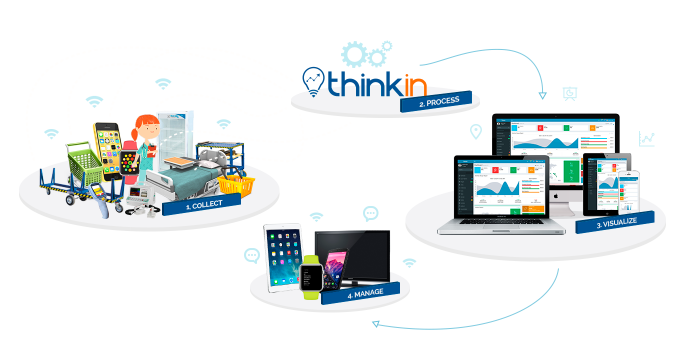 thinkin
2. PROCESS
1. COLLECT
3. VISUALIZE
4. MANAGE